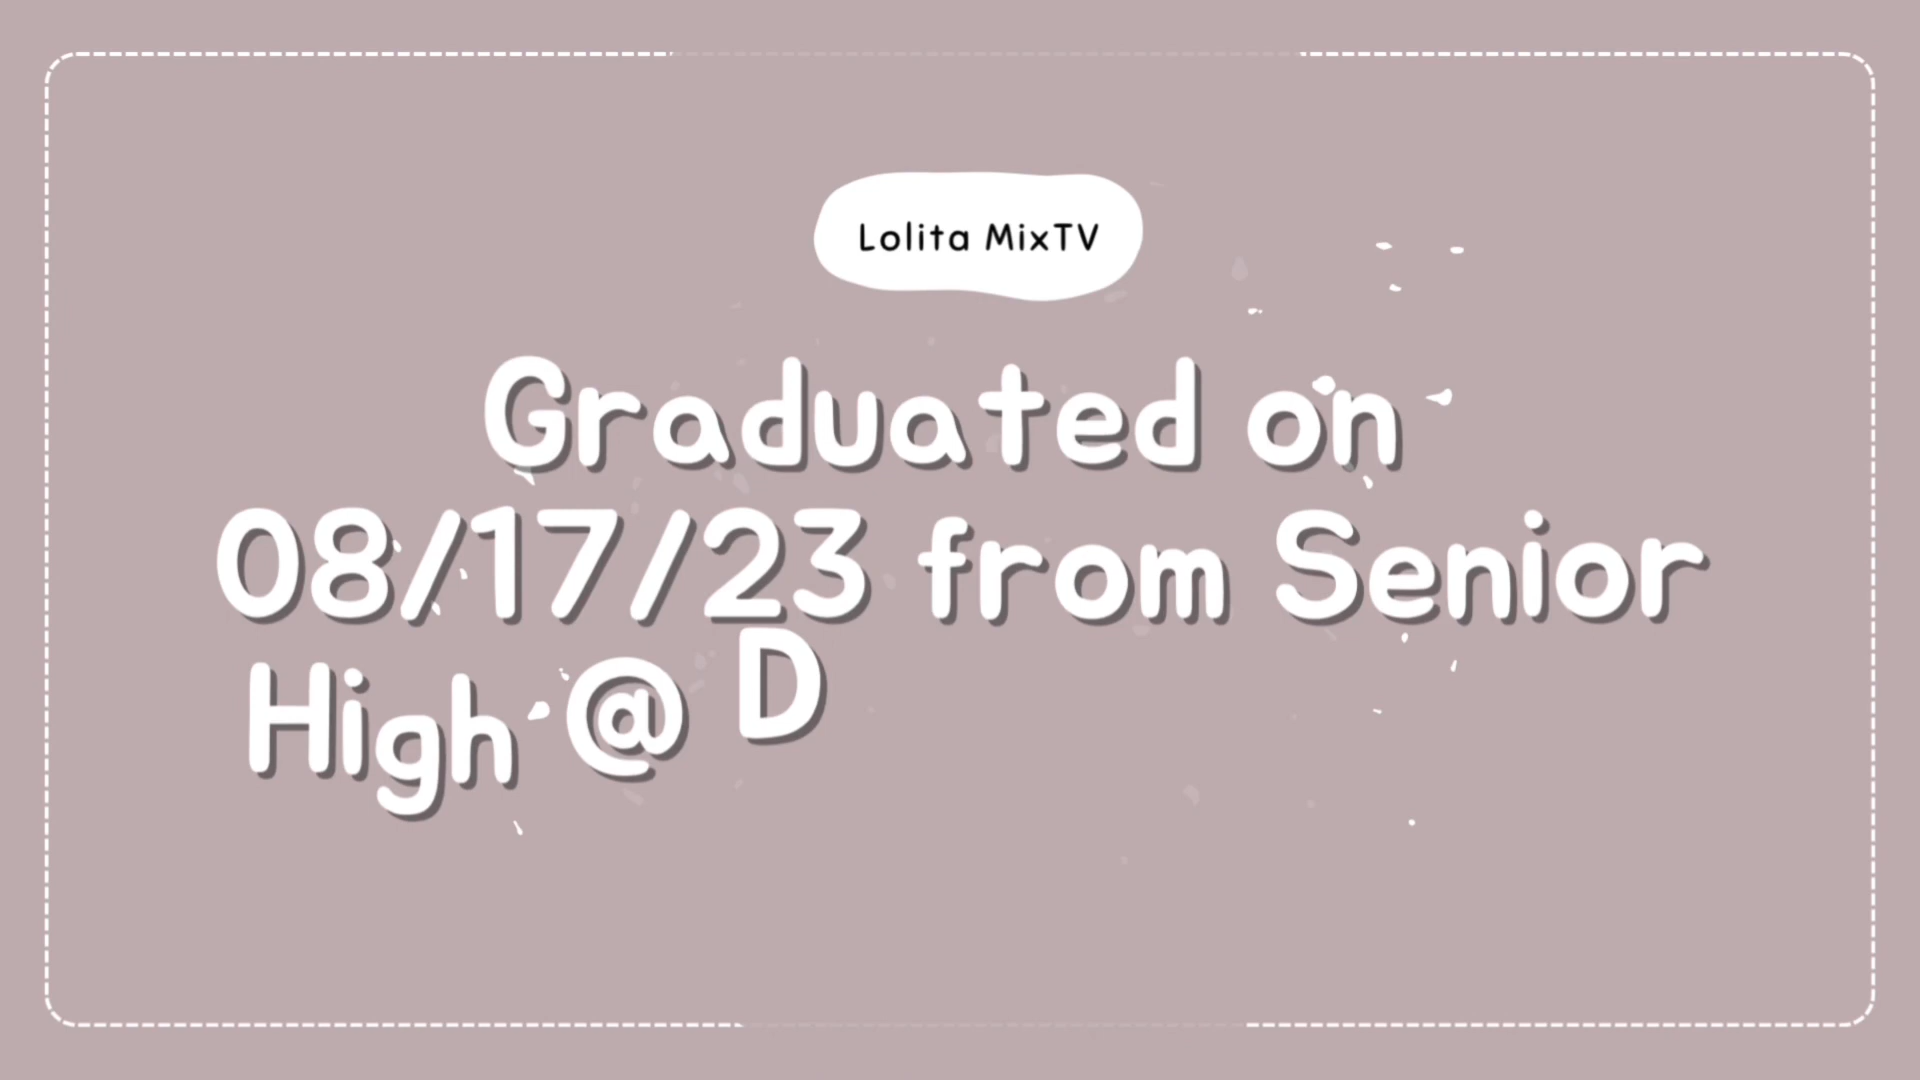 Lolita MixTV
Graduated on
08/17/23 from Senior
High @ D